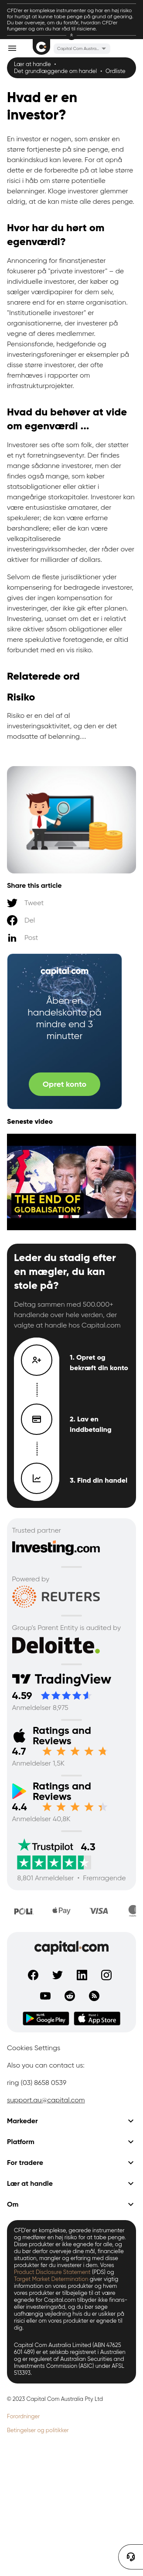 CFD'er er komplekse instrumenter og har en høj risiko
for hurtigt at kunne tabe penge på grund af gearing.
Du bør overveje, om du forstår, hvordan CFD'er
fungerer og om du har råd til risiciene.
Capital Com Austra...
Lær at handle •
Det grundlæggende om handel • Ordliste
Hvad er en
Investor?
En investor er nogen, som ønsker en
større fortjeneste på sine penge, end
bankindskud kan levere. For at opnå
dette er de forberedte på at løbe en større
risiko i håb om større potentielle
belønninger. Kloge investorer glemmer
aldrig, at de kan miste alle deres penge.
Hvor har du hørt om
egenværdi?
Annoncering for finanstjenester
fokuserer på "private investorer" – de
individuelle investorer, der køber og
sælger værdipapirer for deres selv,
snarere end for en større organisation.
"Institutionelle investorer" er
organisationerne, der investerer på
vegne af deres medlemmer.
Pensionsfonde, hedgefonde og
investeringsforeninger er eksempler på
disse større investorer, der ofte
fremhæves i rapporter om
infrastrukturprojekter.
Hvad du behøver at vide
om egenværdi ...
Investorer ses ofte som folk, der støtter
et nyt foretningseventyr. Der findes
mange sådanne investorer, men der
findes også mange, som køber
statsobligationer eller aktier i
mangeårige startkapitaler. Investorer kan
være entusiastiske amatører, der
spekulerer; de kan være erfarne
børshandlere; eller de kan være
velkapitaliserede
investeringsvirksomheder, der råder over
aktiver for milliarder af dollars.
Selvom de fleste jurisdiktioner yder
kompensering for bedragede investorer,
gives der ingen kompensation for
investeringer, der ikke gik efter planen.
Investering, uanset om det er i relativt
sikre aktiver såsom obligationer eller de
mere spekulative foretagende, er altid
forbundet med en vis risiko.
Relaterede ord
Risiko
Risiko er en del af al
investeringsaktivitet, og den er det
modsatte af belønning....
Share this article
Tweet
Del
Post
capital.com
Åben en
handelskonto på
mindre end 3
minutter
Opret konto
Seneste video
THE END OF
GLOBALISATION?
Leder du stadig efter
en mægler, du kan
stole på?
Deltag sammen med 500.000+
handlende over hele verden, der
valgte at handle hos Capital.com
1. Opret og
bekræft din konto
2. Lav en
inddbetaling
3. Find din handel
Trusted partner
Investing.com
Powered by
REUTERS
Group's Parent Entity is audited by
Deloitte.
TradingView
4.59
Anmeldelser 8,975
Ratings and
Reviews
4.7
Anmeldelser 1,5K
Ratings and
Reviews
4.4
Anmeldelser 40,8K
Trustpilot 4.3
8,801 Anmeldelser • Fremragende
POLi
Pay
VISA
capital.com
GET IT ON
Google Play
Download on the
App Store
Cookies Settings
Also you can contact us:
ring (03) 8658 0539
support.au@capital.com
Markeder
Platform
For tradere
Lær at handle
Om
CFD'er er komplekse, gearede instrumenter
og medfører en høj risiko for at tabe penge.
Disse produkter er ikke egnede for alle, og
du bør derfor overveje dine mål, finansielle
situation, mangler og erfaring med disse
produkter før du investerer i dem. Vores
Product Disclosure Statement (PDS) og
Target Market Determination giver vigtig
information om vores produkter og hvem
vores produkter er tilsigtet til at være
egnede for. Capital.com tilbyder ikke finans-
eller investeringsråd, og du bør søge
uafhængig vejledning hvis du er usikker på
risici eller om disse produkter er egnede til
dig.
Capital Com Australia Limited (ABN 47625
601 489) er et selskab registreret i Australien
og er reguleret af Australian Securities and
Investments Commission (ASIC) under AFSL
513393.
© 2023 Capital Com Australia Pty Ltd
Forordninger
Betingelser og politikker